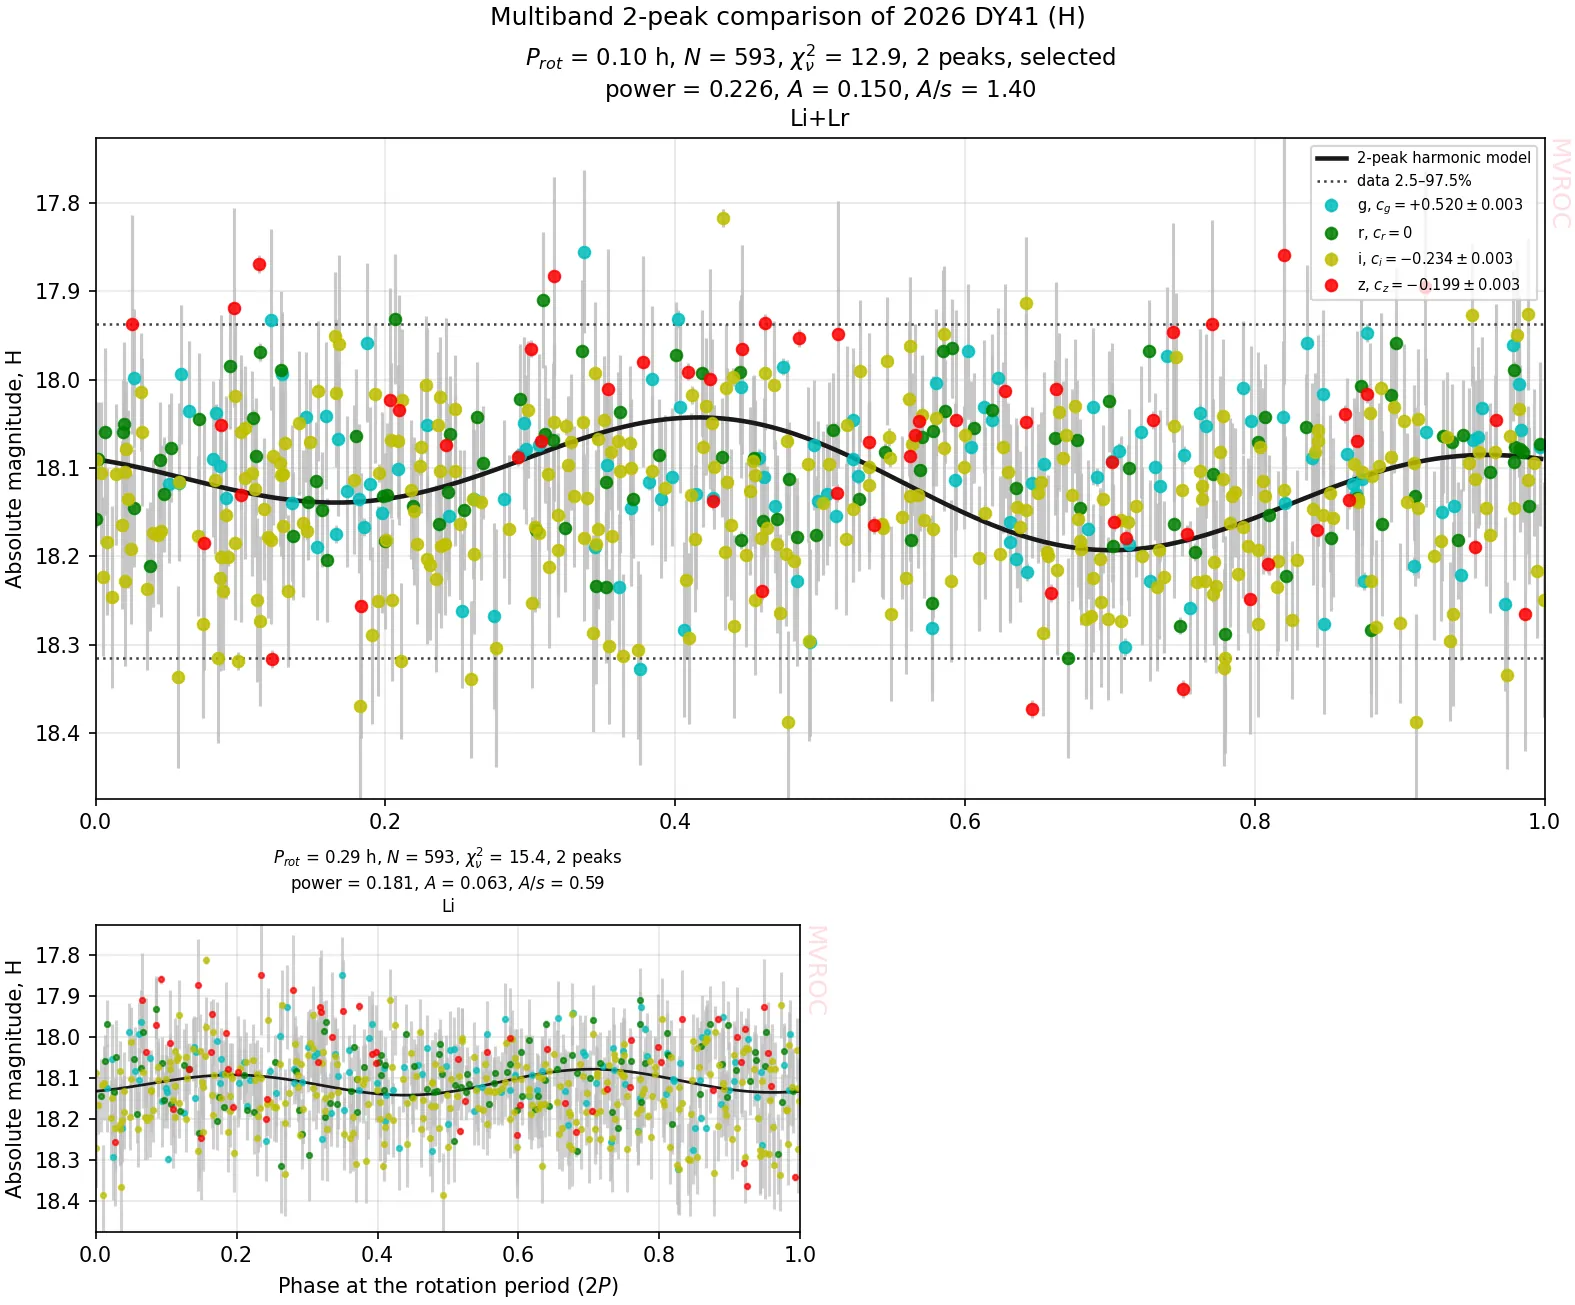 Multiband 2-peak comparison of 2026 DY41 (H)
P_rot = 0.10 h, N = 593, χ²_ν = 12.9, 2 peaks, selected
power = 0.226, A = 0.150, A/s = 1.40
Li+Lr
2-peak harmonic model
data 2.5–97.5%
g, c_g = +0.520 ± 0.003
r, c_r = 0
i, c_i = −0.234 ± 0.003
z, c_z = −0.199 ± 0.003
MVROC
Absolute magnitude, H
17.8
17.9
18.0
18.1
18.2
18.3
18.4
0.0 0.2 0.4 0.6 0.8 1.0
P_rot = 0.29 h, N = 593, χ²_ν = 15.4, 2 peaks
power = 0.181, A = 0.063, A/s = 0.59
Li
MVROC
Absolute magnitude, H
17.8
17.9
18.0
18.1
18.2
18.3
18.4
0.0 0.2 0.4 0.6 0.8 1.0
Phase at the rotation period (2P)